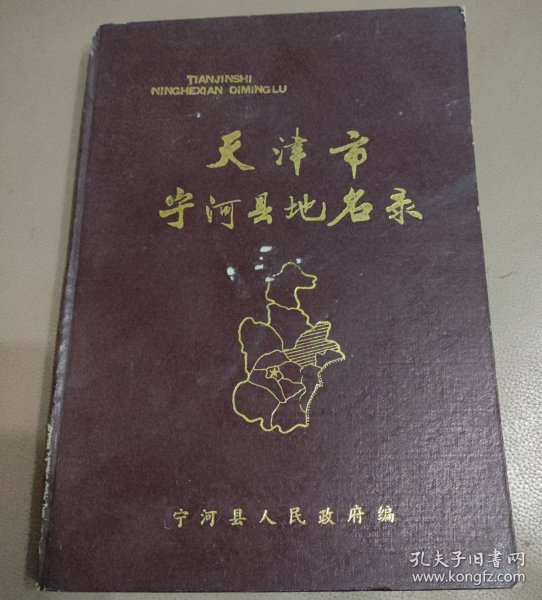 TIANJINSHI
NINGHEXIAN DIMINGLU
天津市
宁河县地名录
宁河县人民政府编
孔夫子旧书网
www.kongfz.com